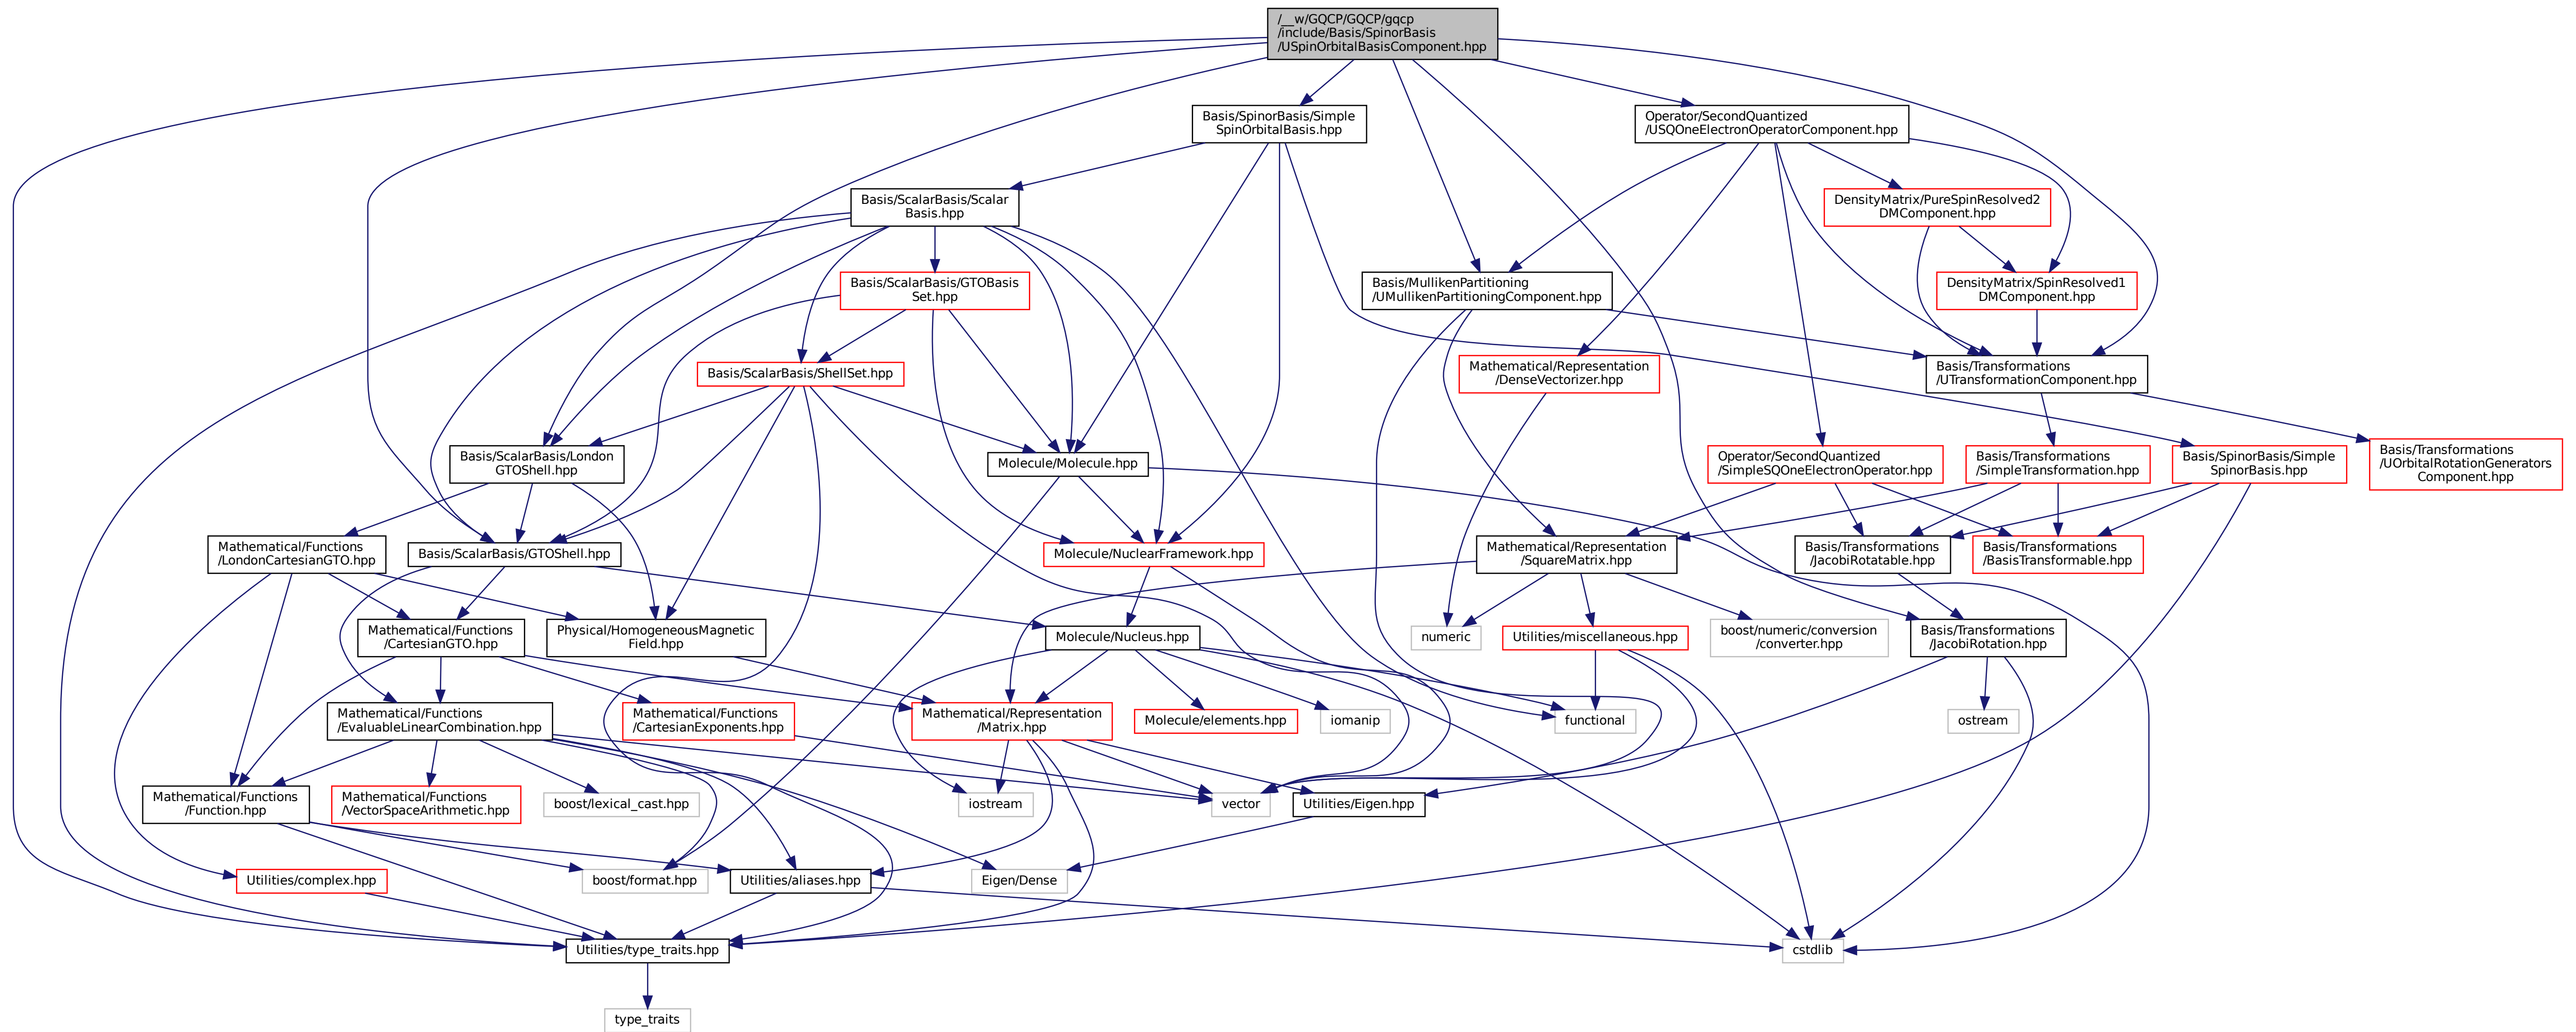 /__w/GQCP/GQCP/gqcp
/include/Basis/SpinorBasis
/USpinOrbitalBasisComponent.hpp
Basis/SpinorBasis/Simple
SpinOrbitalBasis.hpp
Operator/SecondQuantized
/USQOneElectronOperatorComponent.hpp
Basis/ScalarBasis/Scalar
Basis.hpp
DensityMatrix/PureSpinResolved2
DMComponent.hpp
Basis/ScalarBasis/GTOBasis
Set.hpp
Basis/MullikenPartitioning
/UMullikenPartitioningComponent.hpp
DensityMatrix/SpinResolved1
DMComponent.hpp
Basis/ScalarBasis/ShellSet.hpp
Mathematical/Representation
/DenseVectorizer.hpp
Basis/Transformations
/UTransformationComponent.hpp
Basis/ScalarBasis/London
GTOShell.hpp
Molecule/Molecule.hpp
Operator/SecondQuantized
/SimpleSQOneElectronOperator.hpp
Basis/Transformations
/SimpleTransformation.hpp
Basis/SpinorBasis/Simple
SpinorBasis.hpp
Basis/Transformations
/UOrbitalRotationGenerators
Component.hpp
Mathematical/Functions
/LondonCartesianGTO.hpp
Basis/ScalarBasis/GTOShell.hpp
Molecule/NuclearFramework.hpp
Mathematical/Representation
/SquareMatrix.hpp
Basis/Transformations
/JacobiRotatable.hpp
Basis/Transformations
/BasisTransformable.hpp
Mathematical/Functions
/CartesianGTO.hpp
Physical/HomogeneousMagnetic
Field.hpp
Molecule/Nucleus.hpp
numeric
Utilities/miscellaneous.hpp
boost/numeric/conversion
/converter.hpp
Basis/Transformations
/JacobiRotation.hpp
Mathematical/Functions
/EvaluableLinearCombination.hpp
Mathematical/Functions
/CartesianExponents.hpp
Mathematical/Representation
/Matrix.hpp
Molecule/elements.hpp
iomanip
functional
ostream
Mathematical/Functions
/Function.hpp
Mathematical/Functions
/VectorSpaceArithmetic.hpp
boost/lexical_cast.hpp
iostream
vector
Utilities/Eigen.hpp
Utilities/complex.hpp
boost/format.hpp
Utilities/aliases.hpp
Eigen/Dense
Utilities/type_traits.hpp
cstdlib
type_traits